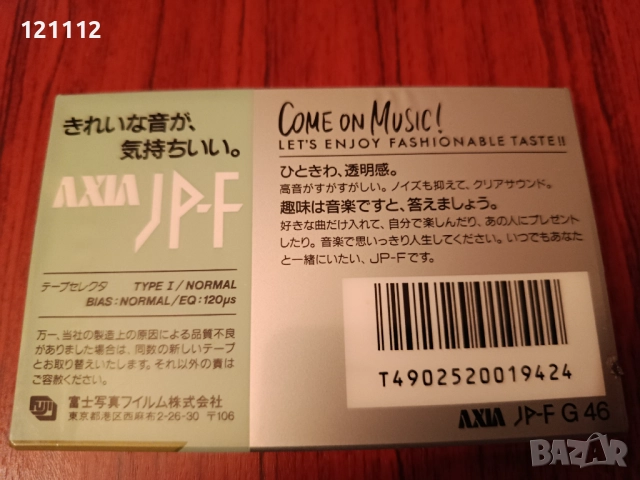 121112
きれいな音が、
気持ちいい。
AXIA JP-F
テープセレクタ TYPE I / NORMAL
BIAS:NORMAL/EQ:120μs
万一、当社の製造上の原因による品質不良
がありました場合は、同数の新しいテープ
とお取り替えいたします。それ以外の責は
ご容赦ください。
富士写真フイルム株式会社
東京都港区西麻布2-26-30 〒106
COME ON MUSIC!
LET'S ENJOY FASHIONABLE TASTE!!
ひときわ、透明感。
高音がすがすがしい。ノイズも抑えて、クリアサウンド。
趣味は音楽ですと、答えましょう。
好きな曲だけ入れて、自分で楽しんだり、あの人にプレゼント
したり。音楽で思いっきり人生してください。いつでもあなた
と一緒にいたい、JP-Fです。
T4902520019424
AXIA JP-F G 46
bazar